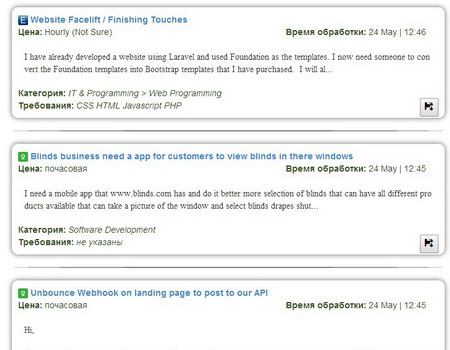 Website Facelift / Finishing Touches
Цена: Hourly (Not Sure) Время обработки: 24 May | 12:46
I have already developed a website using Laravel and used Foundation as the templates. I now need someone to con
vert the Foundation templates into Bootstrap templates that I have purchased. I will al...
Категория: IT & Programming > Web Programming
Требования: CSS HTML Javascript PHP
Blinds business need a app for customers to view blinds in there windows
Цена: почасовая Время обработки: 24 May | 12:45
I need a mobile app that www.blinds.com has and do it better more selection of blinds that can have all different pro
ducts available that can take a picture of the window and select blinds drapes shut...
Категория: Software Development
Требования: не указаны
Unbounce Webhook on landing page to post to our API
Цена: почасовая Время обработки: 24 May | 12:45
Hi,